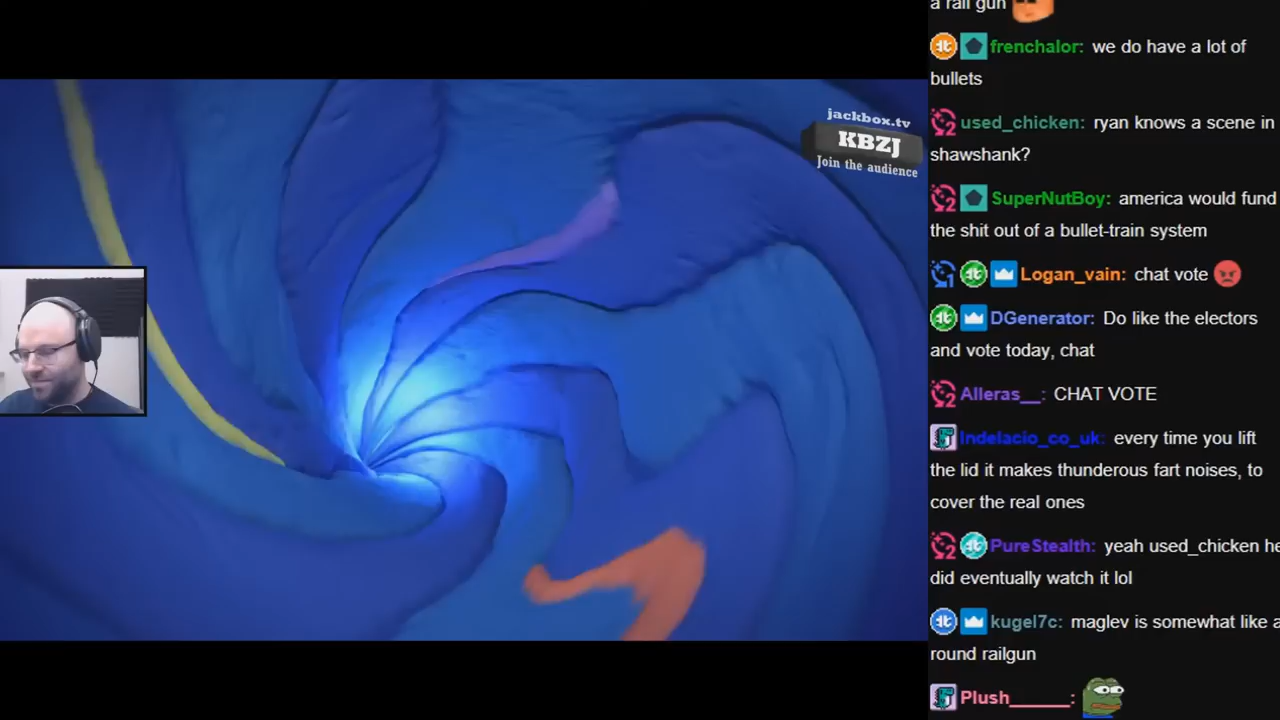 jackbox.tv
KBZJ
Join the audience
a rail gun
frenchalor: we do have a lot of
bullets
used_chicken: ryan knows a scene in
shawshank?
SuperNutBoy: america would fund
the shit out of a bullet-train system
Logan_vain: chat vote
DGenerator: Do like the electors
and vote today, chat
Alleras__: CHAT VOTE
Indelacio_co_uk: every time you lift
the lid it makes thunderous fart noises, to
cover the real ones
PureStealth: yeah used_chicken he
did eventually watch it lol
kugel7c: maglev is somewhat like a
round railgun
Plush______: